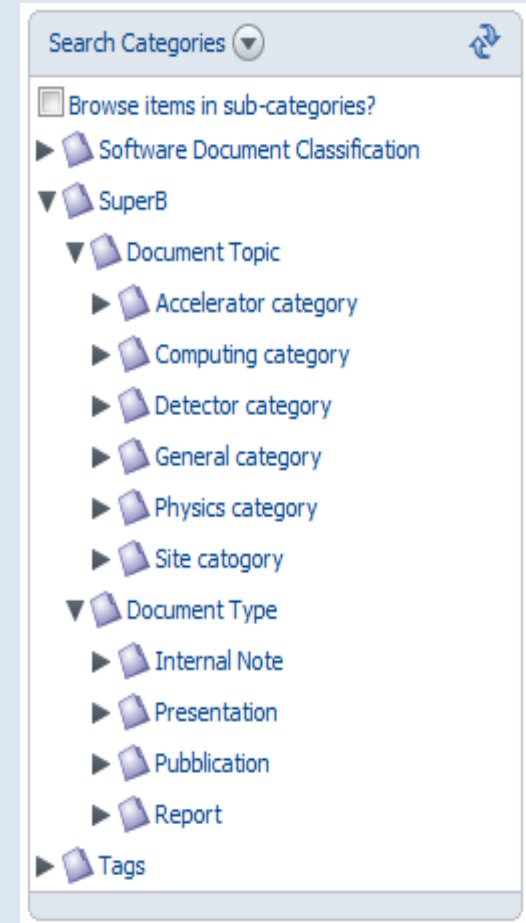 Search Categories
Browse items in sub-categories?
Software Document Classification
SuperB
Document Topic
Accelerator category
Computing category
Detector category
General category
Physics category
Site catogory
Document Type
Internal Note
Presentation
Pubblication
Report
Tags